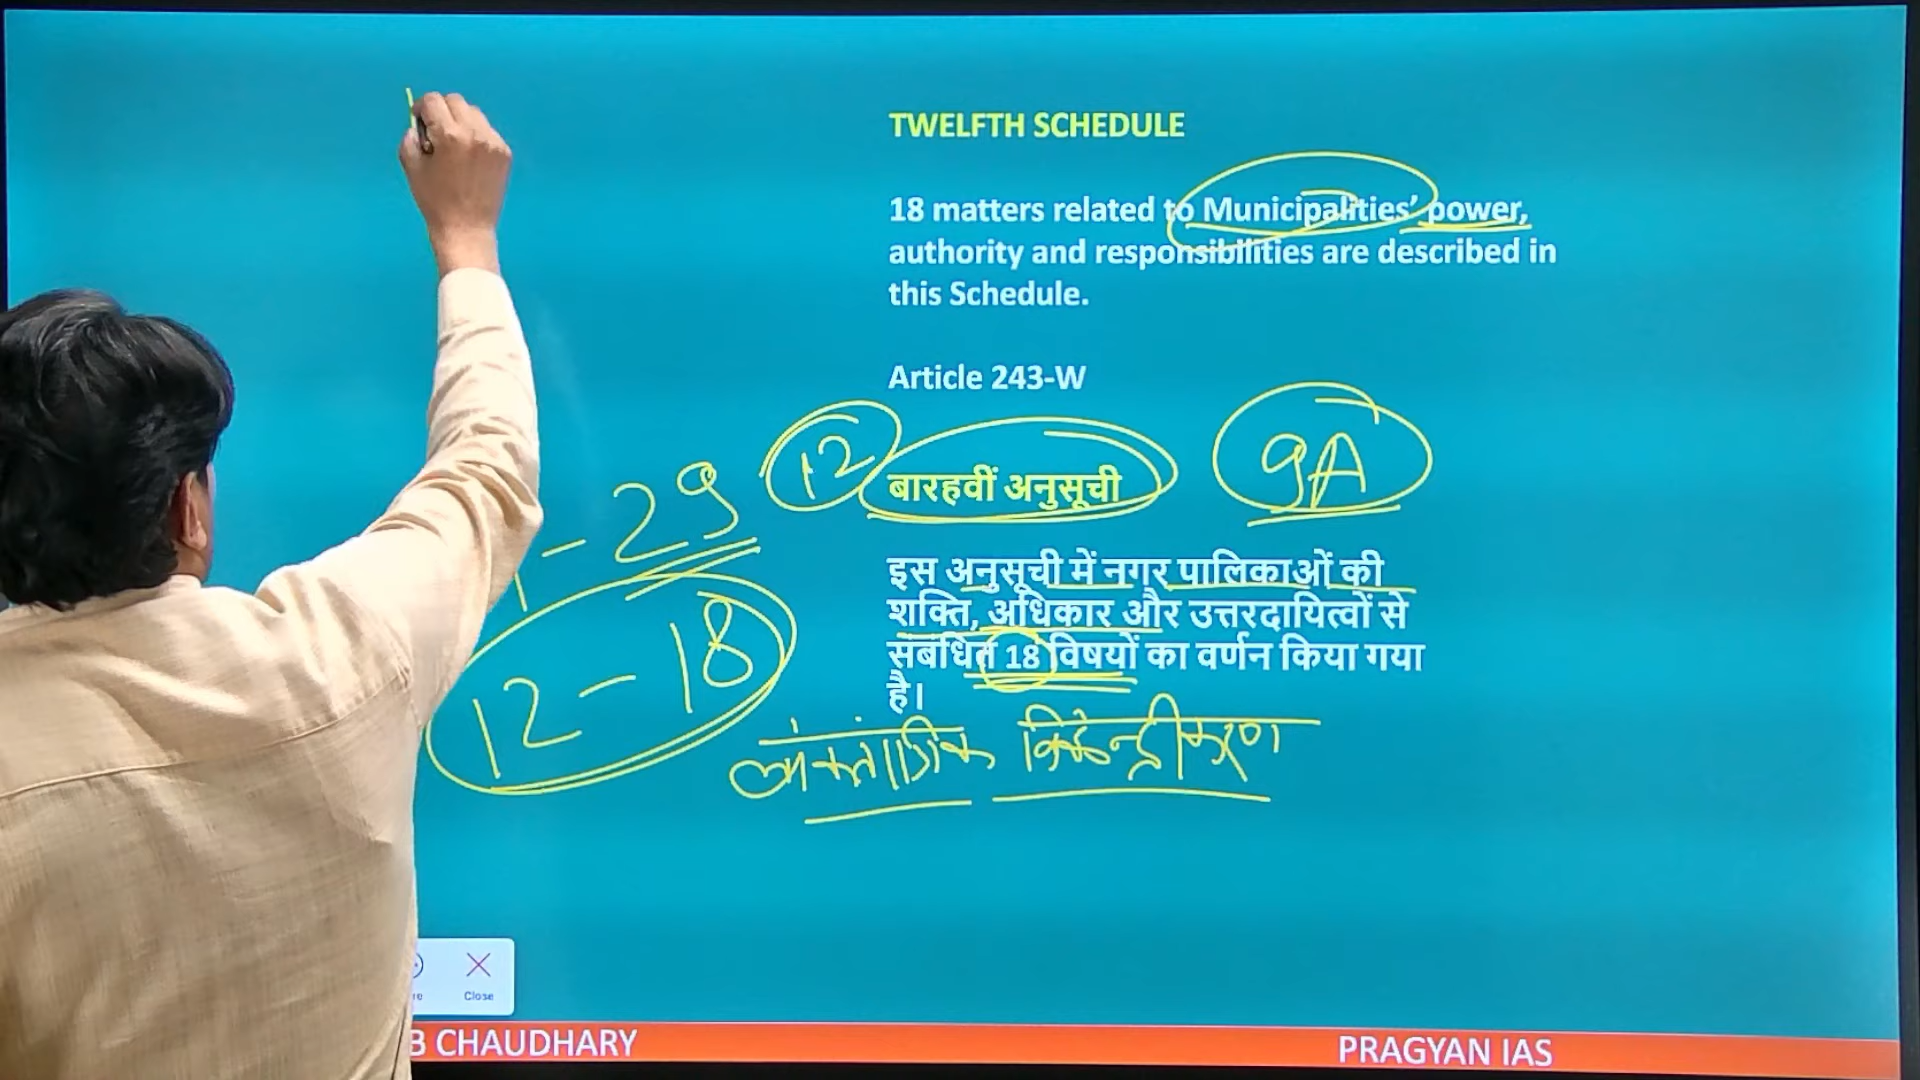 TWELFTH SCHEDULE
18 matters related to Municipalities' power,
authority and responsibilities are described in
this Schedule.
Article 243-W
12
बारहवीं अनुसूची
9A
- 29
12 - 18
इस अनुसूची में नगर पालिकाओं की
शक्ति, अधिकार और उत्तरदायित्वों से
संबंधित 18 विषयों का वर्णन किया गया
है।
लोकतांत्रिक विकेन्द्रीकरण
Close
B CHAUDHARY
PRAGYAN IAS